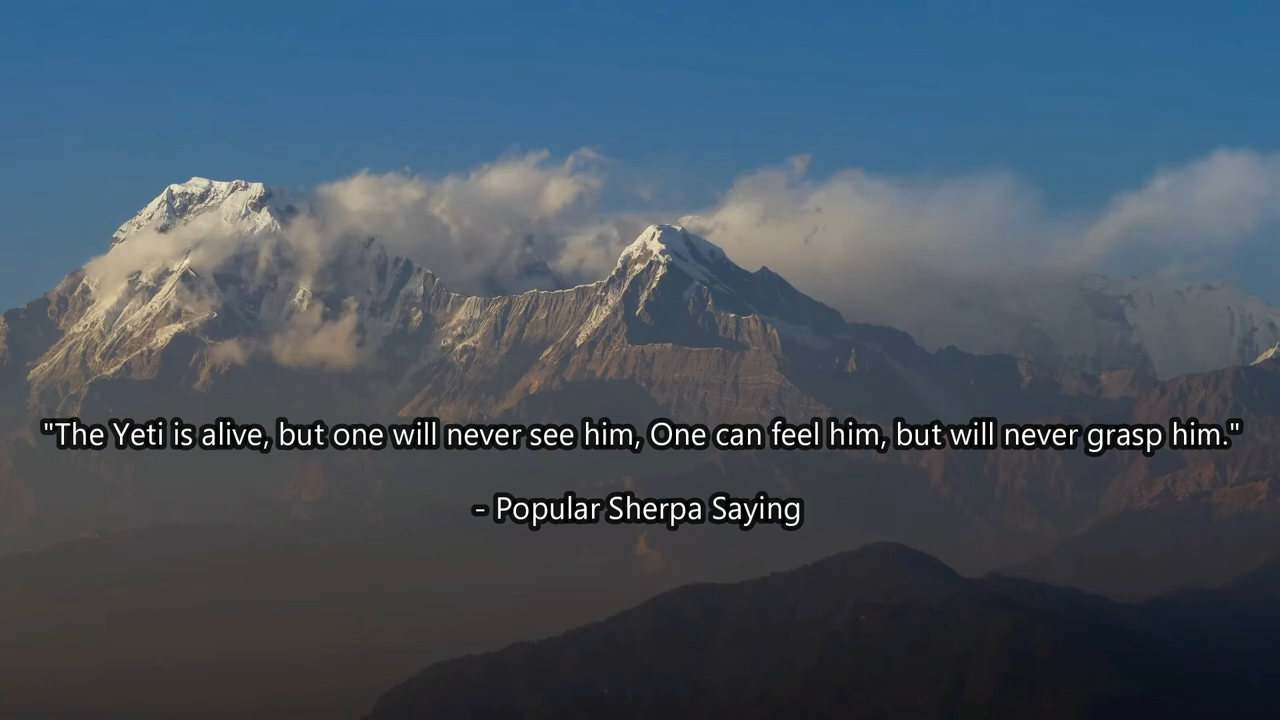 "The Yeti is alive, but one will never see him, One can feel him, but will never grasp him."
- Popular Sherpa Saying